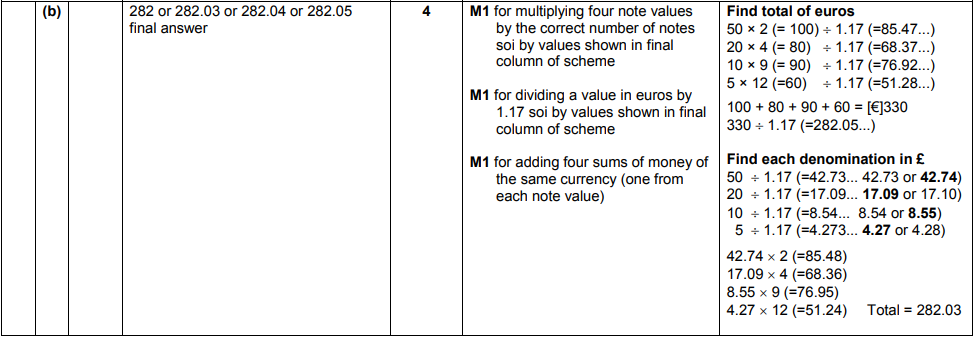 (b)
282 or 282.03 or 282.04 or 282.05
final answer
4
M1 for multiplying four note values
by the correct number of notes
soi by values shown in final
column of scheme
M1 for dividing a value in euros by
1.17 soi by values shown in final
column of scheme
M1 for adding four sums of money of
the same currency (one from
each note value)
Find total of euros
50 × 2 (= 100) ÷ 1.17 (=85.47...)
20 × 4 (= 80) ÷ 1.17 (=68.37...)
10 × 9 (= 90) ÷ 1.17 (=76.92...)
5 × 12 (=60) ÷ 1.17 (=51.28...)
100 + 80 + 90 + 60 = [€]330
330 ÷ 1.17 (=282.05...)
Find each denomination in £
50 ÷ 1.17 (=42.73... 42.73 or 42.74)
20 ÷ 1.17 (=17.09... 17.09 or 17.10)
10 ÷ 1.17 (=8.54... 8.54 or 8.55)
5 ÷ 1.17 (=4.273... 4.27 or 4.28)
42.74 × 2 (=85.48)
17.09 × 4 (=68.36)
8.55 × 9 (=76.95)
4.27 × 12 (=51.24) Total = 282.03